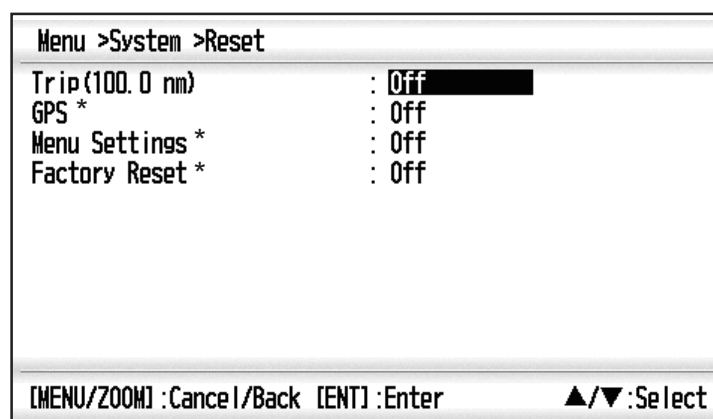 Menu >System >Reset
Trip(100.0 nm) : Off
GPS * : Off
Menu Settings * : Off
Factory Reset * : Off
[MENU/ZOOM] :Cancel/Back [ENT] :Enter ▲/▼:Select